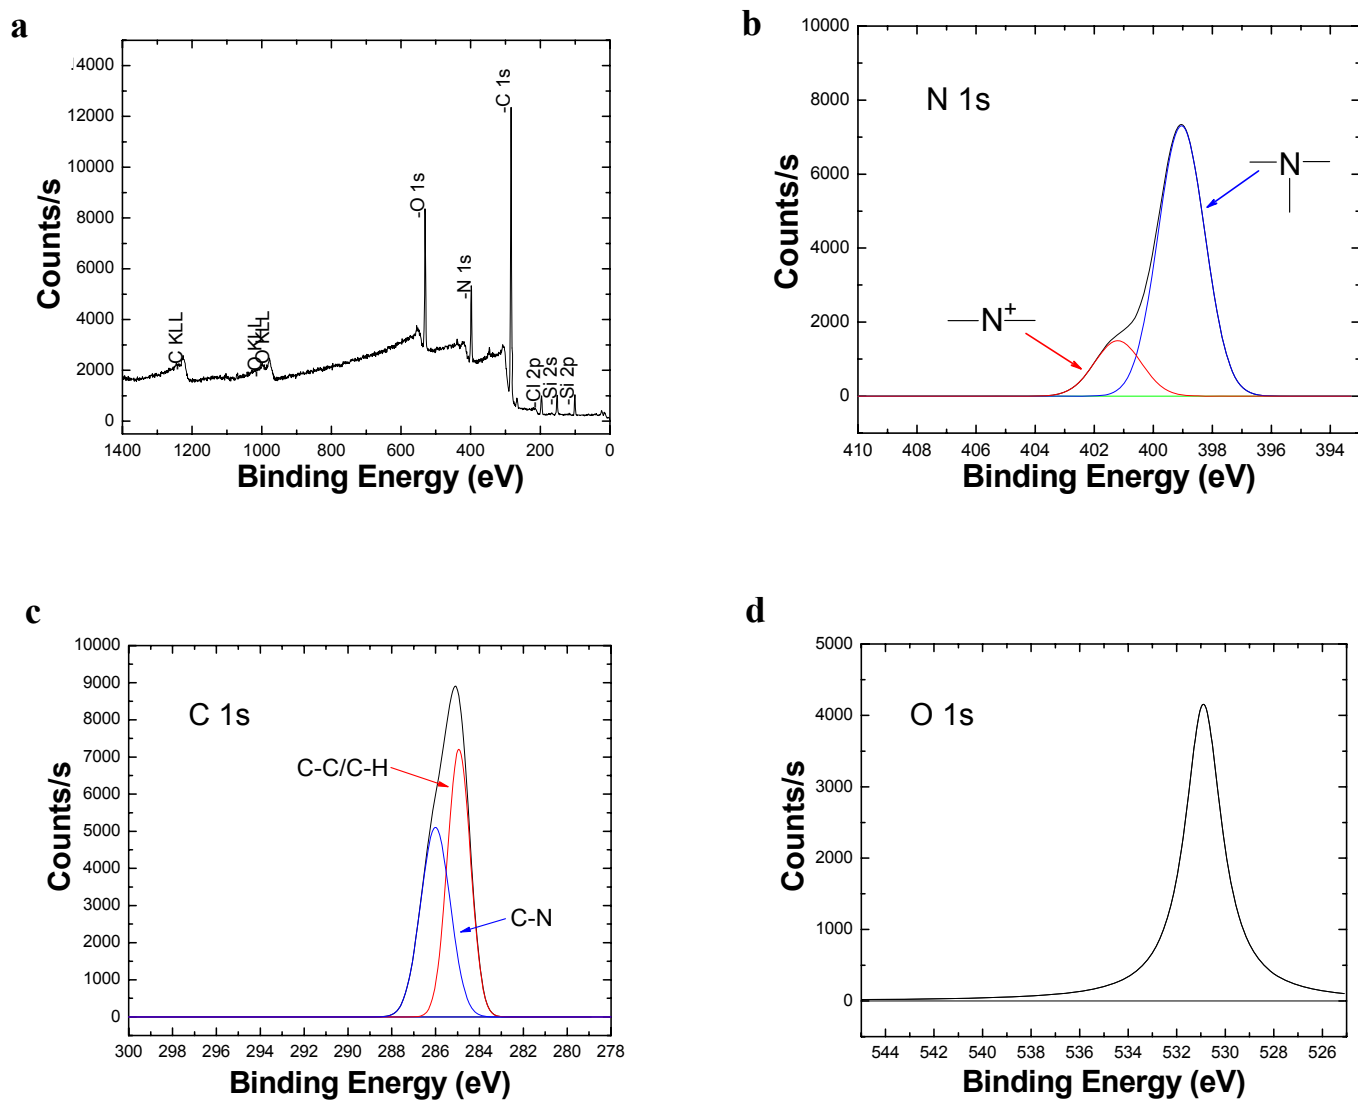 a
14000
12000
10000
8000
6000
4000
2000
0
Counts/s
C KLL
-O KLL
-O KLL
-O 1s
-N 1s
-C 1s
Cl 2p
-Si 2s
-Si 2p
1400 1200 1000 800 600 400 200 0
Binding Energy (eV)
b
10000
8000
6000
4000
2000
0
Counts/s
N 1s
N
N+
410 408 406 404 402 400 398 396 394
Binding Energy (eV)
c
10000
9000
8000
7000
6000
5000
4000
3000
2000
1000
0
Counts/s
C 1s
C-C/C-H
C-N
300 298 296 294 292 290 288 286 284 282 280 278
Binding Energy (eV)
d
5000
4000
3000
2000
1000
0
Counts/s
O 1s
544 542 540 538 536 534 532 530 528 526
Binding Energy (eV)